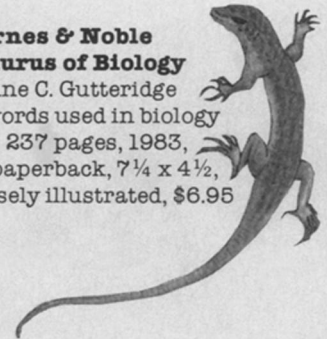 rnes & Noble
urus of Biology
ne C. Gutteridge
words used in biology
237 pages, 1983,
paperback, 7¼ x 4½,
sely illustrated, $6.95